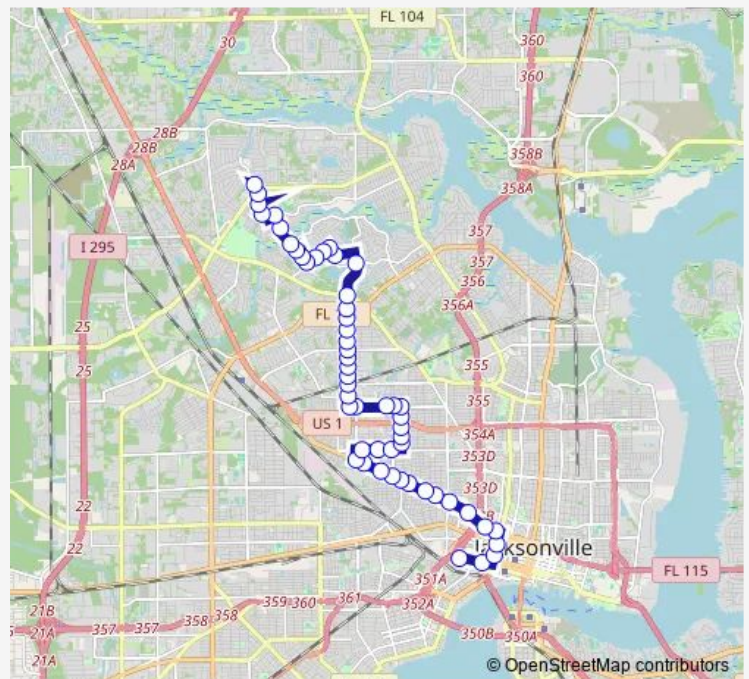 FL 104
30
360
360
28B
28B
28A
358B
358A
I 295
357
357
356
FL
356A
25
25
355
355
US 1
354A
353D
353D
22
22
Jacksonville
FL 115
351A
359
360
361
352A
21B
358
358
21A
357
357
350B
350A
21A
© OpenStreetMap contributors